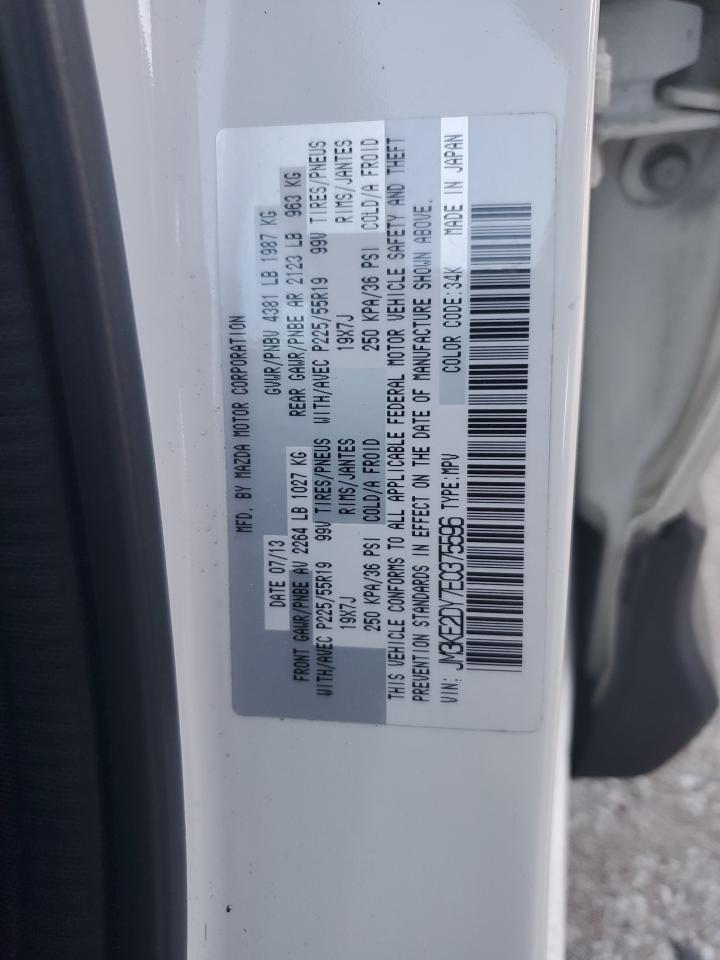 MFD. BY MAZDA MOTOR CORPORATION
DATE 07/13 GVWR/PNBV 4381 LB 1987 KG
FRONT GAWR/PNBE AV 2264 LB 1027 KG REAR GAWR/PNBE AR 2123 LB 963 KG
WITH/AVEC P225/55R19 99V TIRES/PNEUS WITH/AVEC P225/55R19 99V TIRES/PNEUS
19X7J RIMS/JANTES 19X7J RIMS/JANTES
250 KPA/36 PSI COLD/A FROID 250 KPA/36 PSI COLD/A FROID
THIS VEHICLE CONFORMS TO ALL APPLICABLE FEDERAL MOTOR VEHICLE SAFETY AND THEFT
PREVENTION STANDARDS IN EFFECT ON THE DATE OF MANUFACTURE SHOWN ABOVE.
VIN: JM3KE2DY7E0375596 TYPE:MPV COLOR CODE:34K MADE IN JAPAN